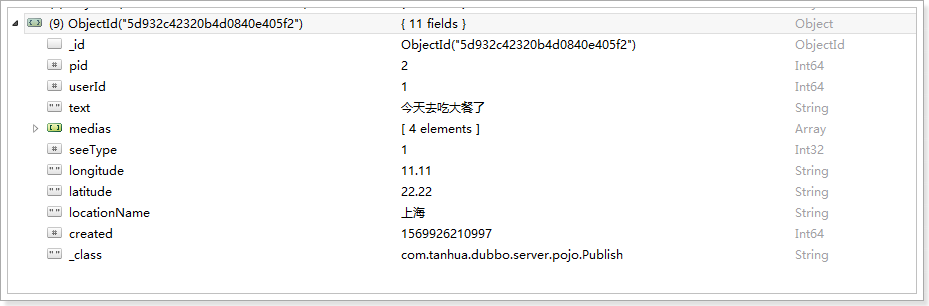 (9) ObjectId("5d932c42320b4d0840e405f2") { 11 fields } Object
_id ObjectId("5d932c42320b4d0840e405f2") ObjectId
# pid 2 Int64
# userId 1 Int64
"" text 今天去吃大餐了 String
medias [ 4 elements ] Array
# seeType 1 Int32
"" longitude 11.11 String
"" latitude 22.22 String
"" locationName 上海 String
# created 1569926210997 Int64
"" _class com.tanhua.dubbo.server.pojo.Publish String